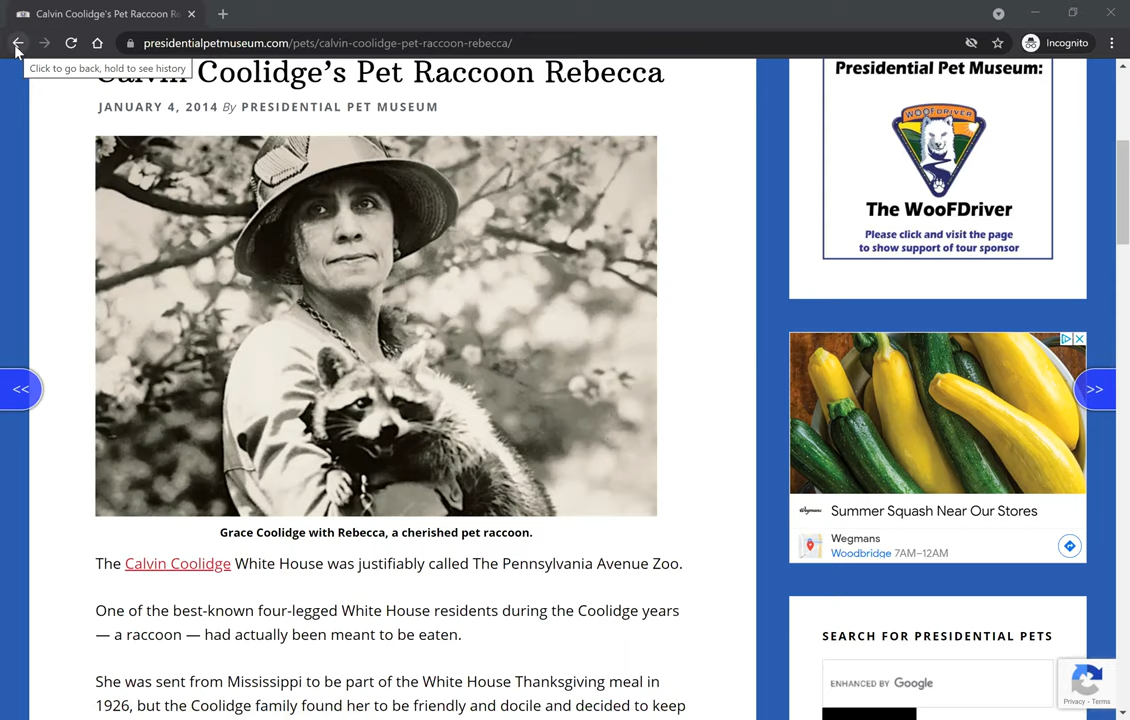 Calvin Coolidge's Pet Raccoon Re
presidentialpetmuseum.com/pets/calvin-coolidge-pet-raccoon-rebecca/
Incognito
Click to go back, hold to see history
Calvin Coolidge's Pet Raccoon Rebecca
JANUARY 4, 2014 By PRESIDENTIAL PET MUSEUM
Grace Coolidge with Rebecca, a cherished pet raccoon.
The Calvin Coolidge White House was justifiably called The Pennsylvania Avenue Zoo.
One of the best-known four-legged White House residents during the Coolidge years
— a raccoon — had actually been meant to be eaten.
She was sent from Mississippi to be part of the White House Thanksgiving meal in
1926, but the Coolidge family found her to be friendly and docile and decided to keep
<<
Presidential Pet Museum:
WOOFDRIVER
The WooFDriver
Please click and visit the page
to show support of tour sponsor
>>
Wegmans
Summer Squash Near Our Stores
Wegmans
Woodbridge 7AM–12AM
SEARCH FOR PRESIDENTIAL PETS
ENHANCED BY Google
Privacy - Terms